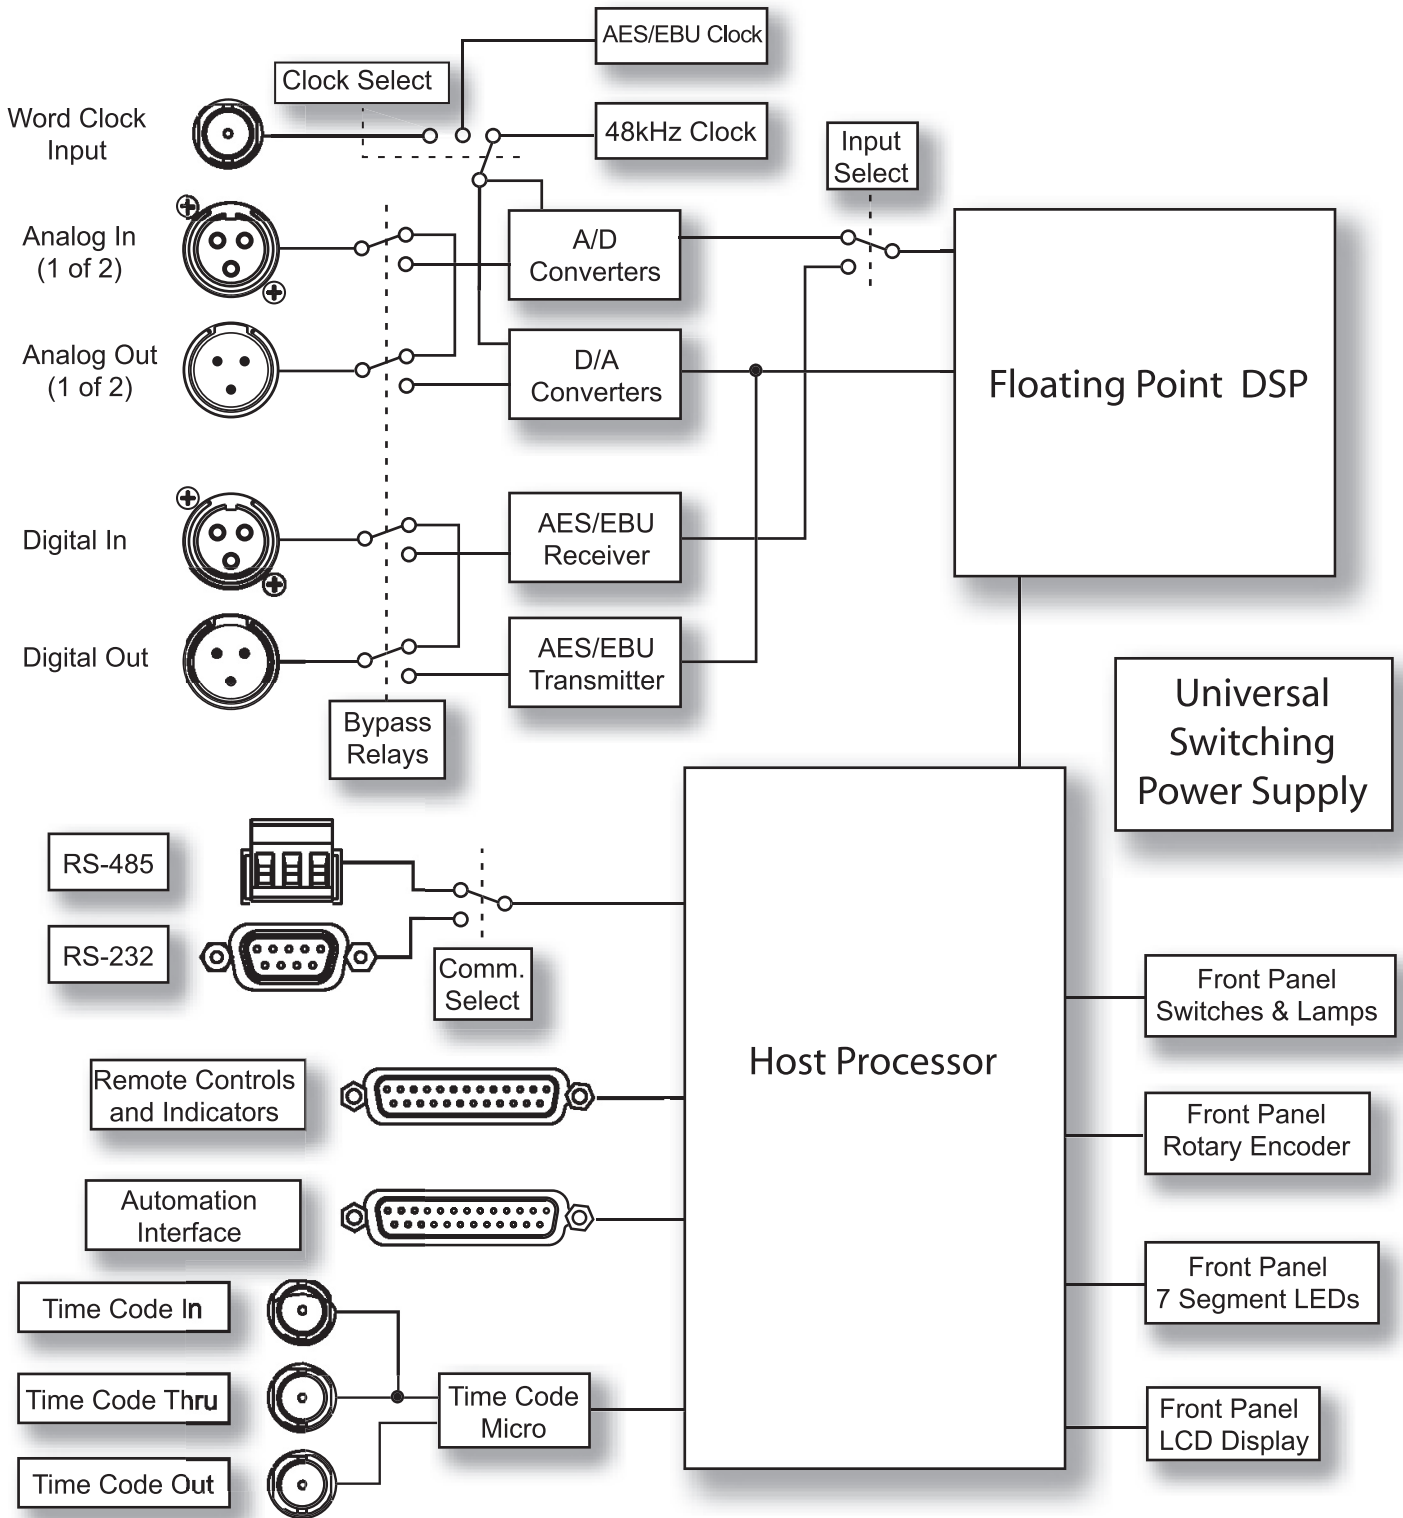 AES/EBU Clock
Clock Select
Word Clock
Input
48kHz Clock
Input
Select
Analog In
(1 of 2)
A/D
Converters
Analog Out
(1 of 2)
D/A
Converters
Floating Point DSP
Digital In
AES/EBU
Receiver
Digital Out
AES/EBU
Transmitter
Bypass
Relays
Universal
Switching
Power Supply
RS-485
RS-232
Comm.
Select
Host Processor
Front Panel
Switches & Lamps
Remote Controls
and Indicators
Front Panel
Rotary Encoder
Automation
Interface
Front Panel
7 Segment LEDs
Time Code In
Time Code Thru
Time Code
Micro
Front Panel
LCD Display
Time Code Out